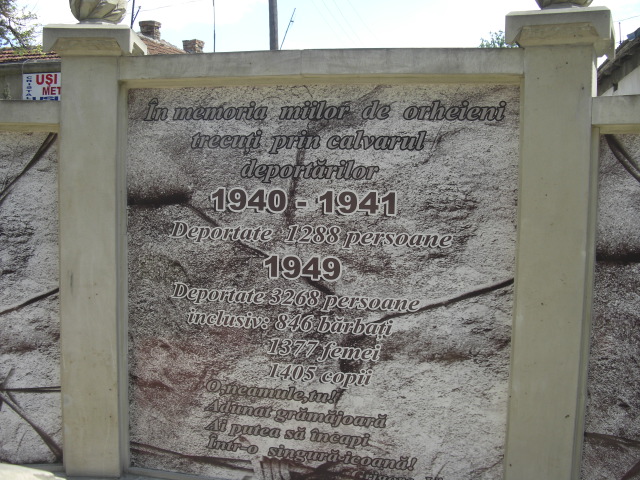 UȘI
MET
În memoria miilor de orheieni
trecuți prin calvarul
deportărilor
1940 - 1941
Deportate 1288 persoane
1949
Deportate 3268 persoane
inclusiv: 846 bărbați
1377 femei
1405 copii
O,neamule,tu!
Adunat grămăjoară
Ai putea să încapi
Într-o singură icoană!